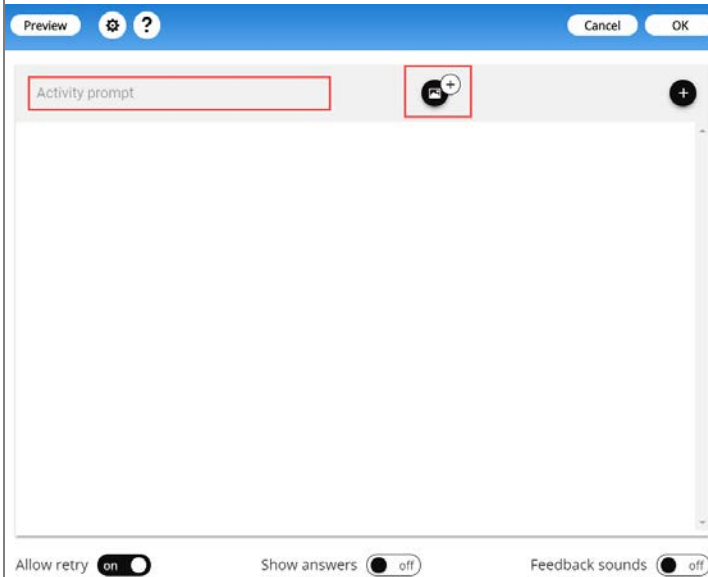 Preview ? Cancel OK
Activity prompt + +
Allow retry on Show answers off Feedback sounds off